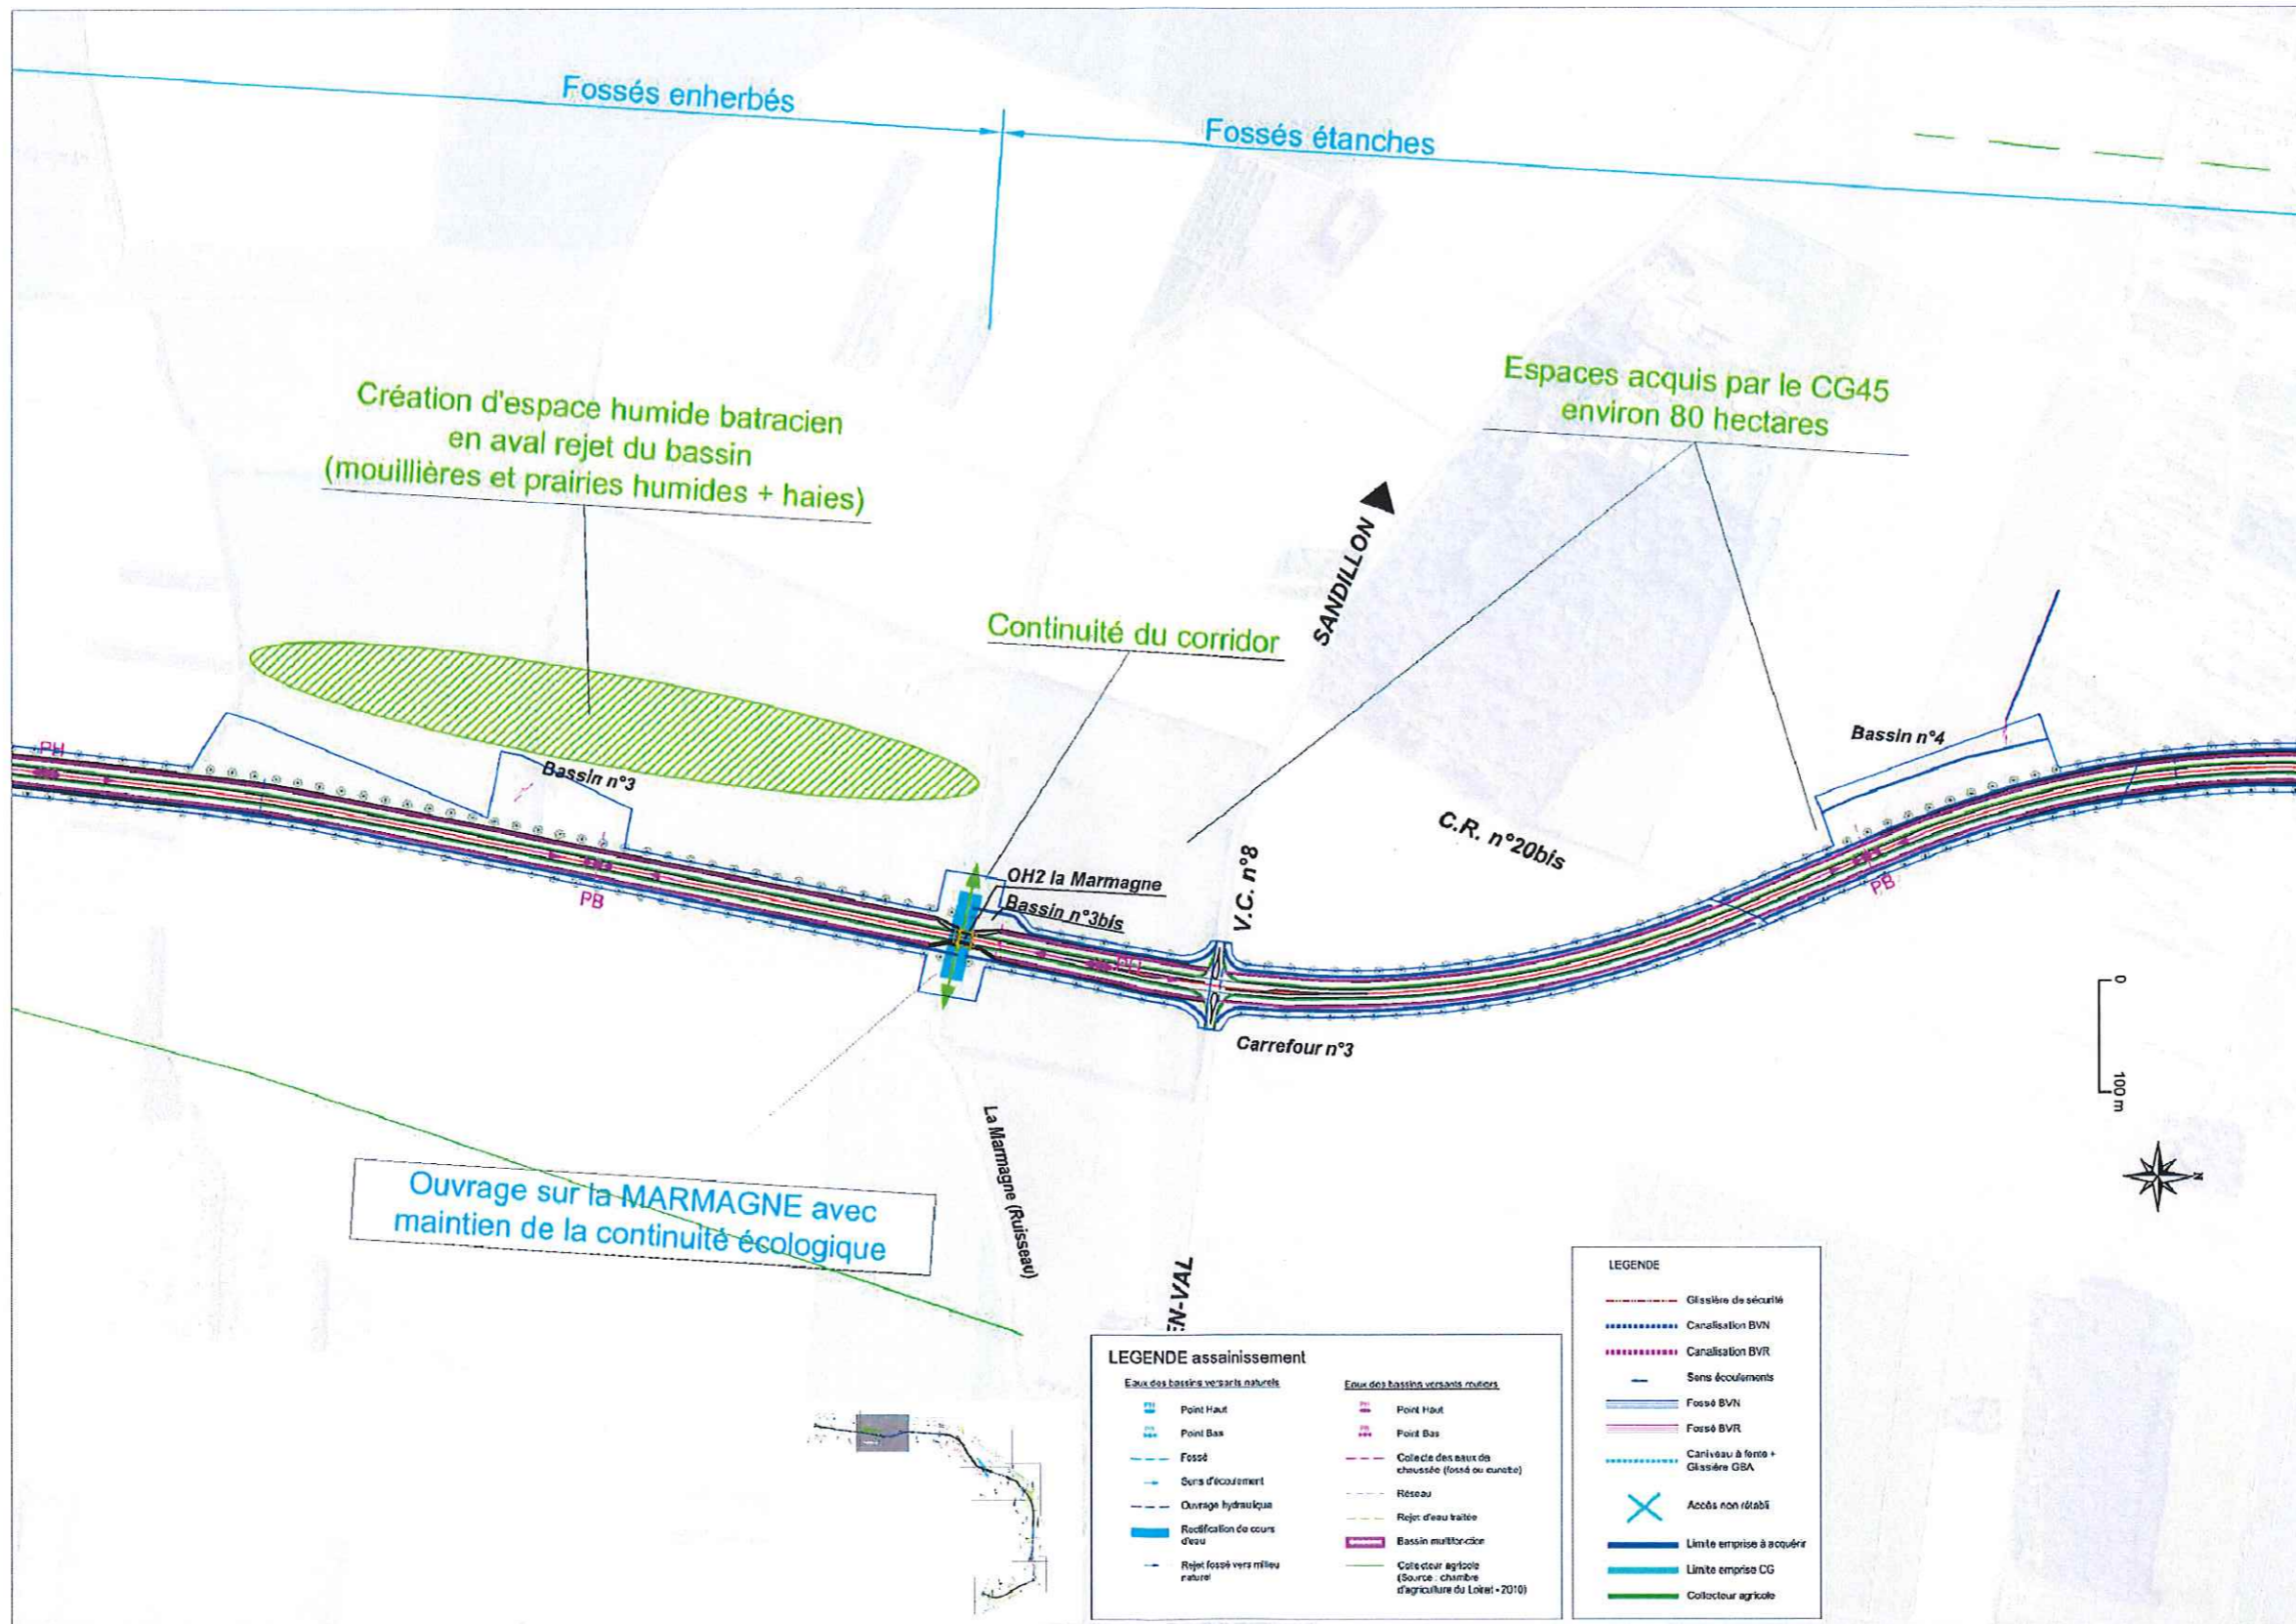 Fossés enherbés
Fossés étanches
Création d'espace humide batracien
en aval rejet du bassin
(mouillières et prairies humides + haies)
Espaces acquis par le CG45
environ 80 hectares
SANDILLON
Continuité du corridor
Bassin n°4
PH
Bassin n°3
PB
OH2 la Marmagne
Bassin n°3bis
V.C. n°8
C.R. n°20bis
PB
PH
Carrefour n°3
0
100 m
N
La Marmagne (Ruisseau)
Ouvrage sur la MARMAGNE avec
maintien de la continuité écologique
EN-VAL
LEGENDE assainissement
Eaux des bassins versants naturels
PH
Point Haut
PB
Point Bas
Fossé
Sens d'écoulement
Ouvrage hydraulique
Rectification de cours
d'eau
Rejet fossé vers milieu
naturel
Eaux des bassins versants routiers
PH
Point Haut
PB
Point Bas
Collecte des eaux de
chaussée (fossé ou cunette)
Réseau
Rejet d'eau traitée
Bassin multifonction
Collecteur agricole
(Source : chambre
d'agriculture du Loiret - 2010)
LEGENDE
Glissière de sécurité
Canalisation BVN
Canalisation BVR
Sens écoulements
Fossé BVN
Fossé BVR
Caniveau à fente +
Glissière GBA
Accès non rétabli
Limite emprise à acquérir
Limite emprise CG
Collecteur agricole